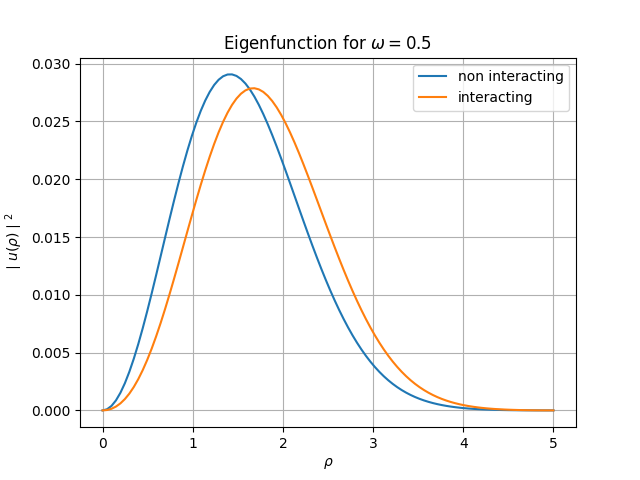 Eigenfunction for ω = 0.5
non interacting
interacting
| u(ρ) | ²
0.030
0.025
0.020
0.015
0.010
0.005
0.000
0 1 2 3 4 5
ρ